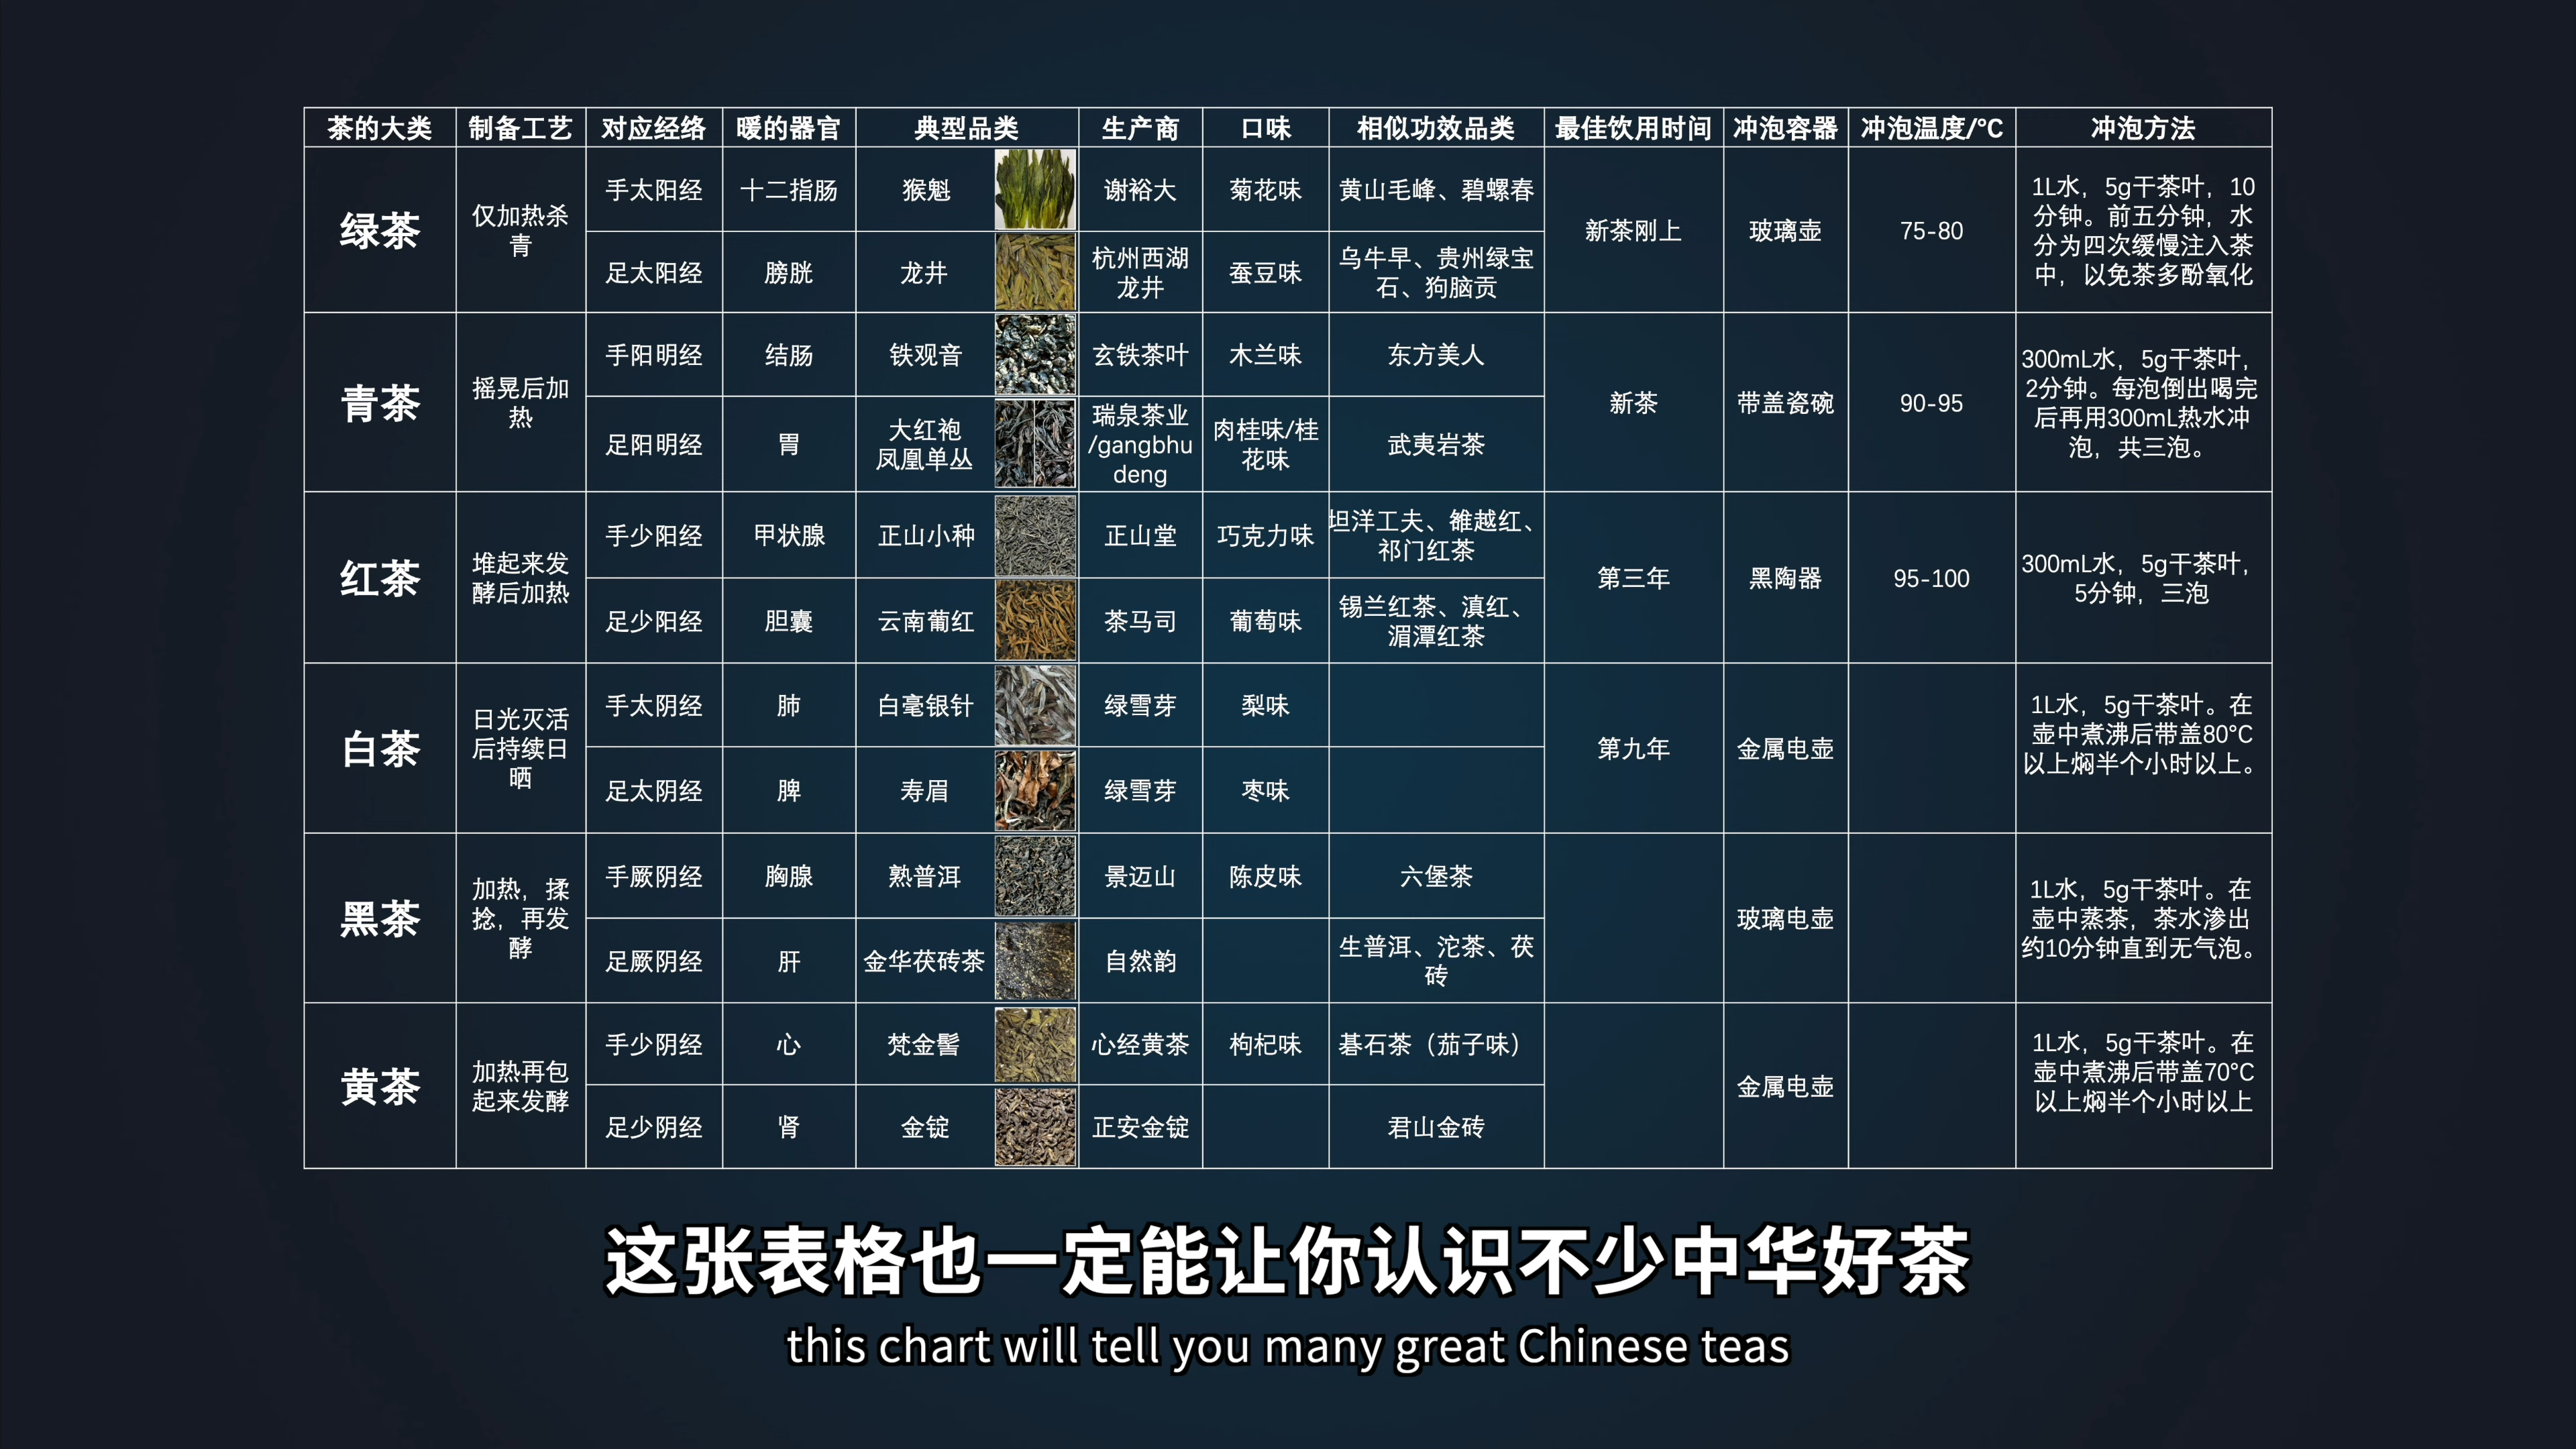 茶的大类 制备工艺 对应经络 暖的器官 典型品类 生产商 口味 相似功效品类 最佳饮用时间 冲泡容器 冲泡温度/°C 冲泡方法
绿茶
仅加热杀
青
手太阳经 十二指肠 猴魁 谢裕大 菊花味 黄山毛峰、碧螺春
足太阳经 膀胱 龙井
杭州西湖
龙井
蚕豆味
乌牛早、贵州绿宝
石、狗脑贡
新茶刚上 玻璃壶 75-80
1L水，5g干茶叶，10
分钟。前五分钟，水
分为四次缓慢注入茶
中，以免茶多酚氧化
青茶
摇晃后加
热
手阳明经 结肠 铁观音 玄铁茶叶 木兰味 东方美人
足阳明经 胃
大红袍
凤凰单丛
瑞泉茶业
/gangbhu
deng
肉桂味/桂
花味
武夷岩茶
新茶 带盖瓷碗 90-95
300mL水，5g干茶叶，
2分钟。每泡倒出喝完
后再用300mL热水冲
泡，共三泡。
红茶
堆起来发
酵后加热
手少阳经 甲状腺 正山小种 正山堂 巧克力味
坦洋工夫、雒越红、
祁门红茶
足少阳经 胆囊 云南葡红 茶马司 葡萄味
锡兰红茶、滇红、
湄潭红茶
第三年 黑陶器 95-100
300mL水，5g干茶叶，
5分钟，三泡
白茶
日光灭活
后持续日
晒
手太阴经 肺 白毫银针 绿雪芽 梨味
足太阴经 脾 寿眉 绿雪芽 枣味
第九年 金属电壶
1L水，5g干茶叶。在
壶中煮沸后带盖80°C
以上焖半个小时以上。
黑茶
加热，揉
捻，再发
酵
手厥阴经 胸腺 熟普洱 景迈山 陈皮味 六堡茶
足厥阴经 肝 金华茯砖茶 自然韵
生普洱、沱茶、茯
砖
玻璃电壶
1L水，5g干茶叶。在
壶中蒸茶，茶水渗出
约10分钟直到无气泡。
黄茶
加热再包
起来发酵
手少阴经 心 梵金髻 心经黄茶 枸杞味 碁石茶（茄子味）
足少阴经 肾 金锭 正安金锭 君山金砖
金属电壶
1L水，5g干茶叶。在
壶中煮沸后带盖70°C
以上焖半个小时以上
这张表格也一定能让你认识不少中华好茶
this chart will tell you many great Chinese teas